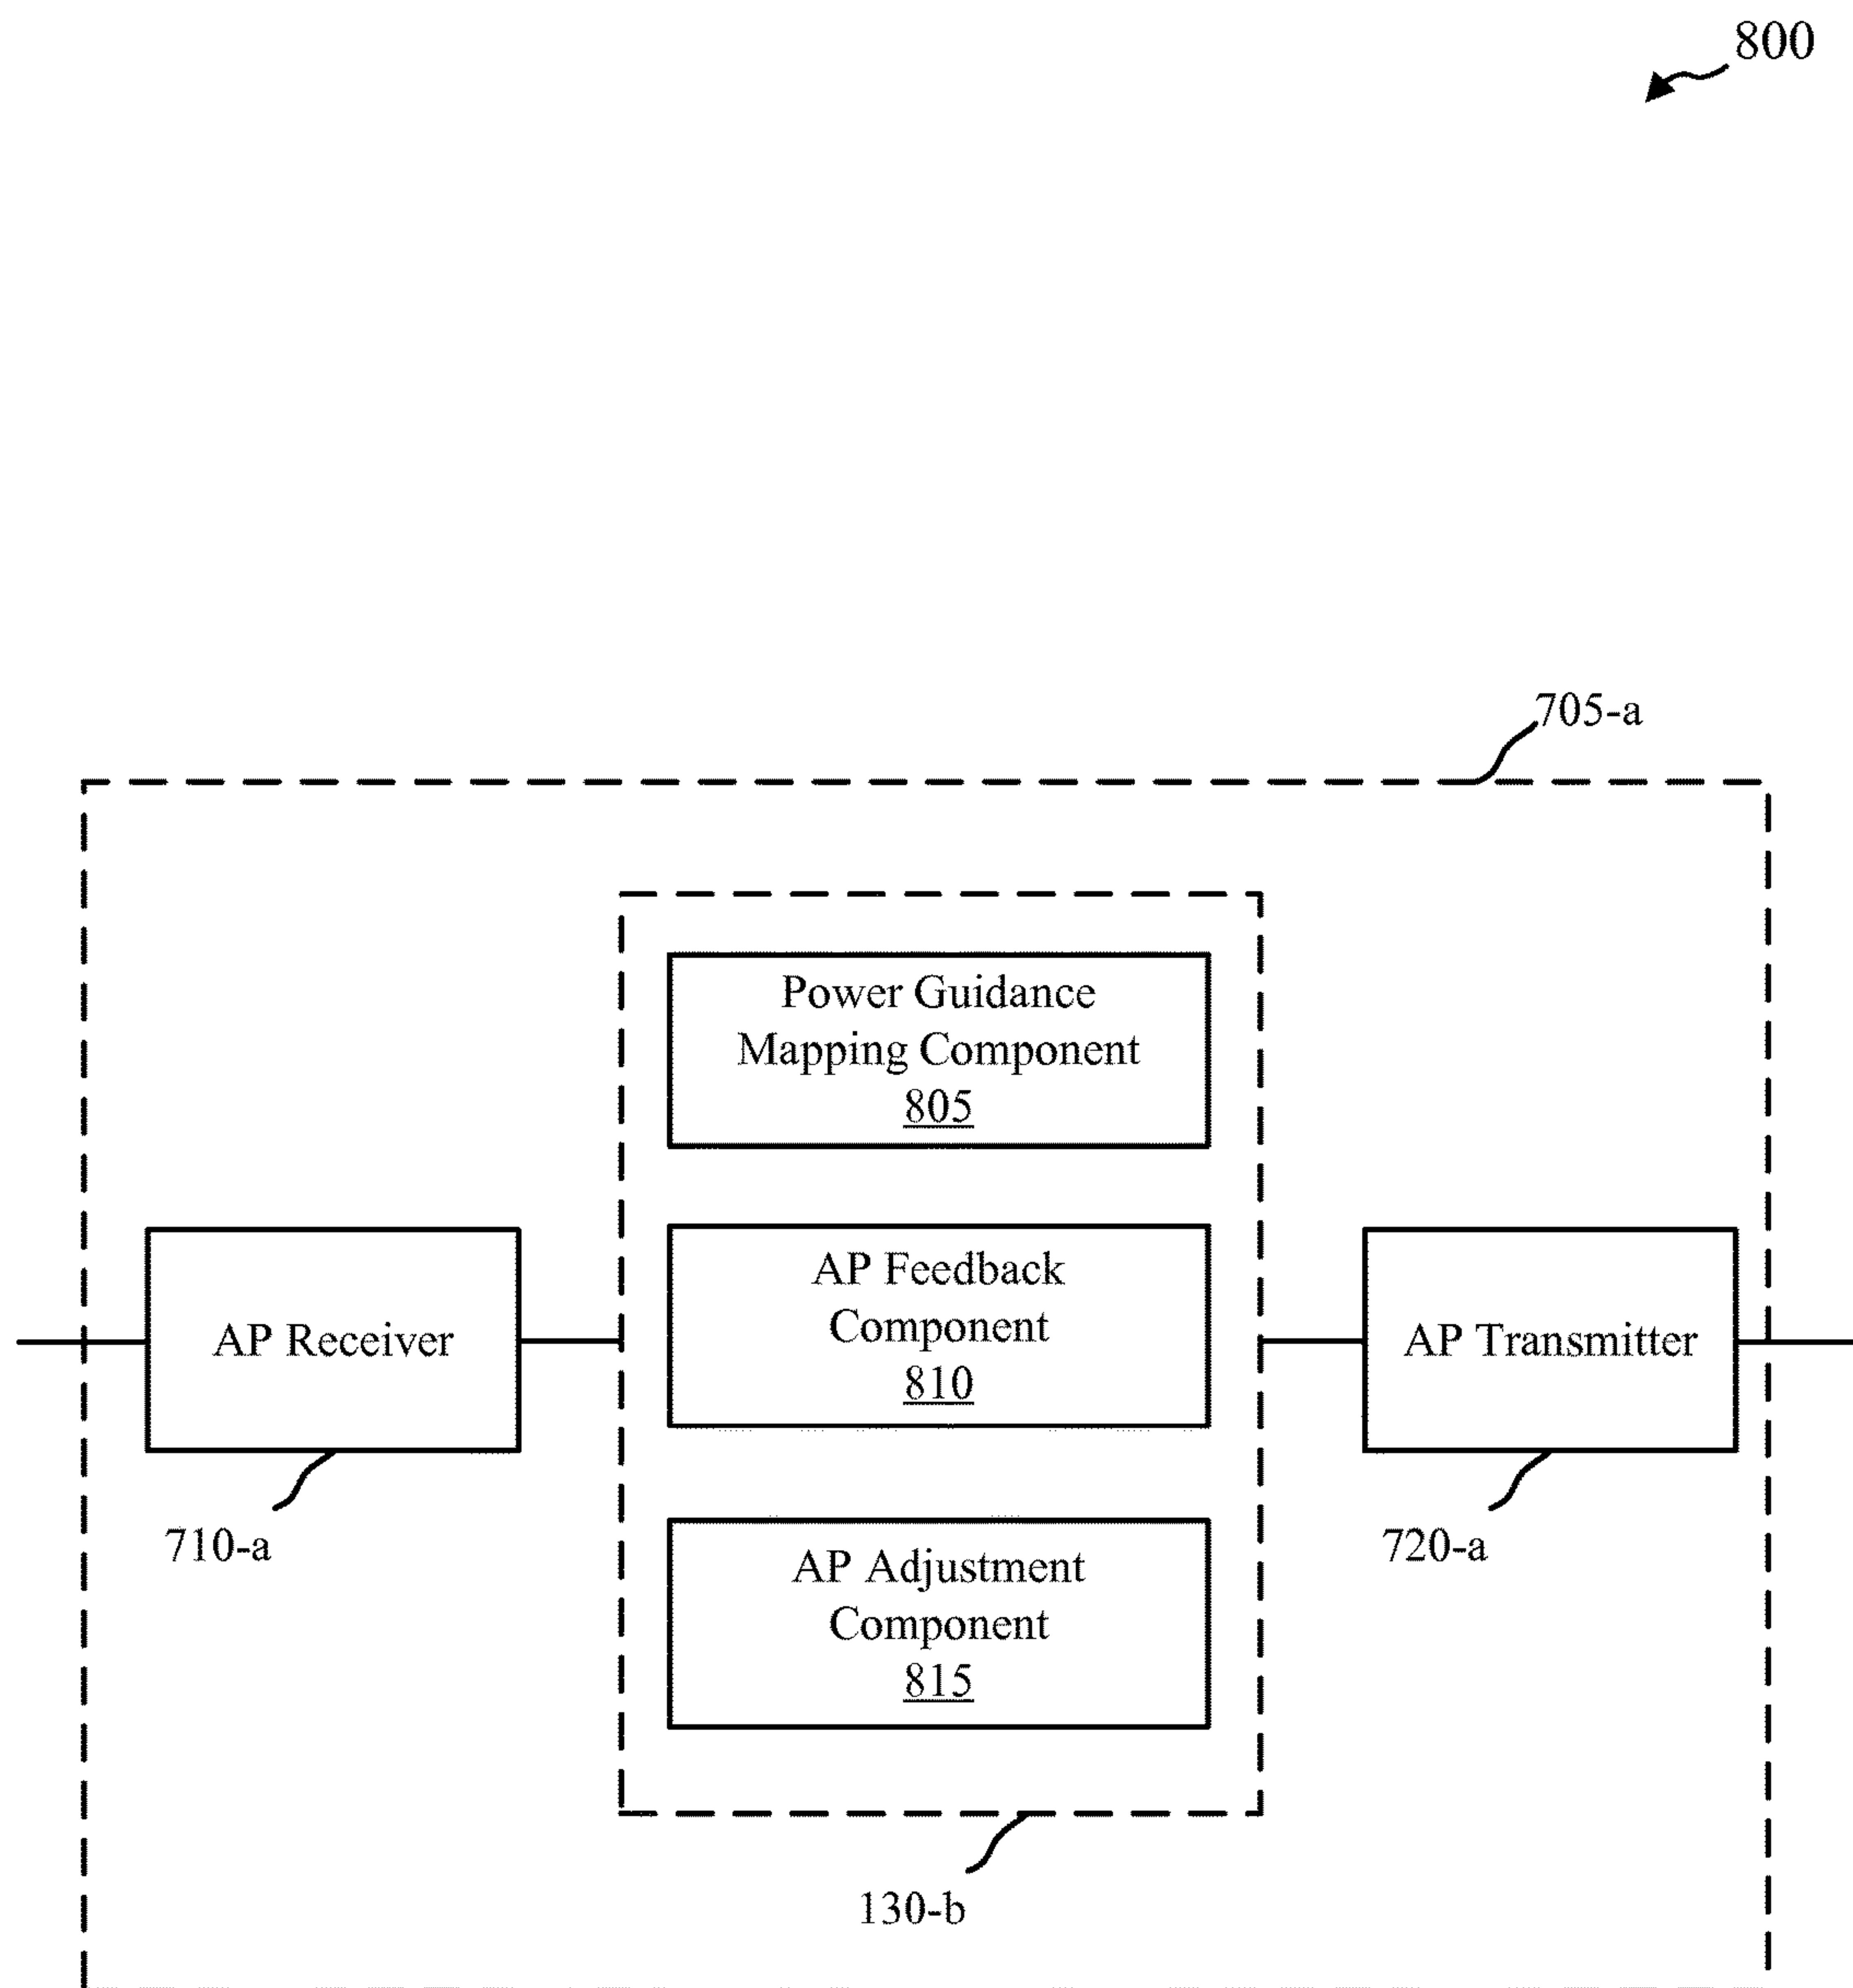 800
705-a
Power Guidance
Mapping Component
805
AP Receiver
AP Feedback
Component
810
AP Transmitter
710-a
720-a
AP Adjustment
Component
815
130-b